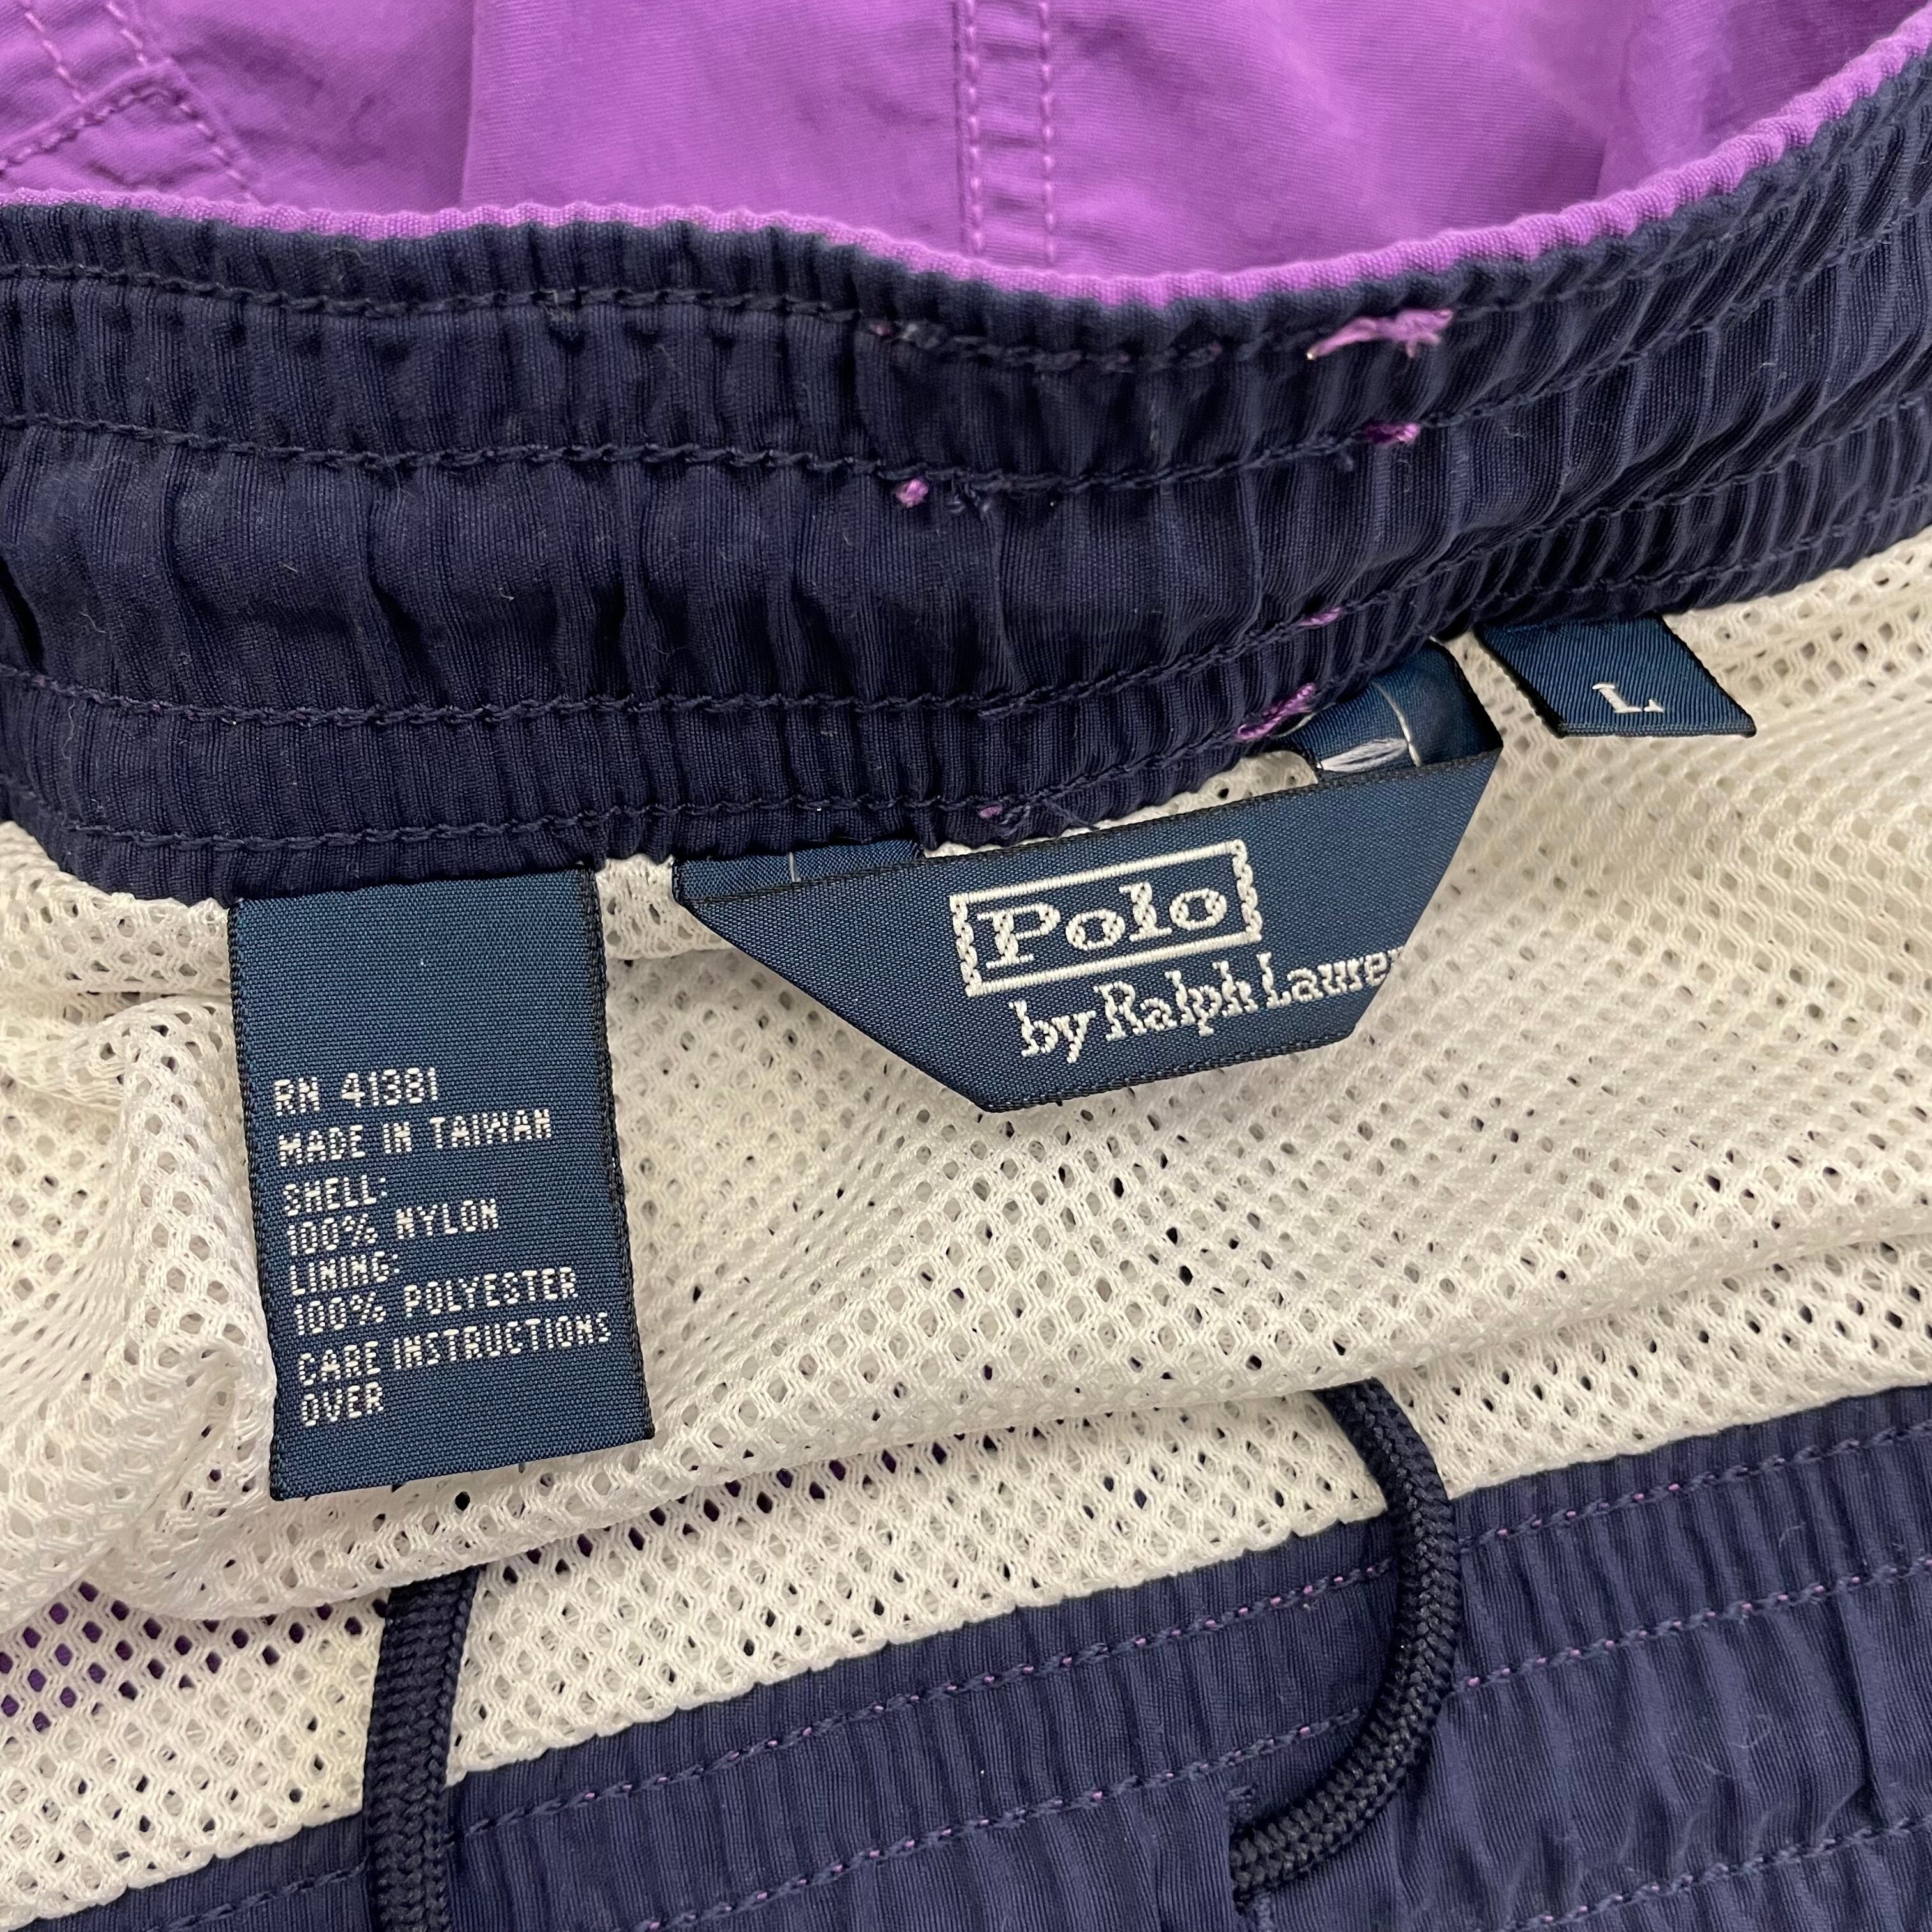 RN 41381
MADE IN TAIWAN
SHELL:
100% NYLON
LINING:
100% POLYESTER
CARE INSTRUCTIONS
OVER
Polo
by Ralph Lauren
L